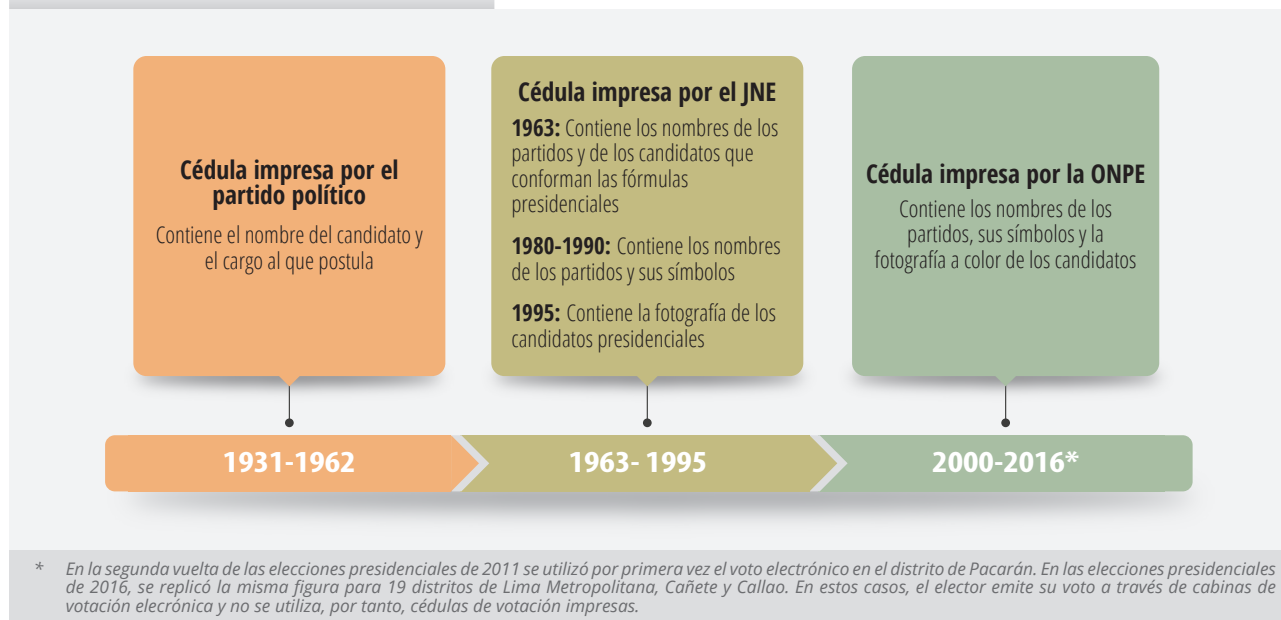 Cédula impresa por el
partido político
Contiene el nombre del candidato y
el cargo al que postula
Cédula impresa por el JNE
1963: Contiene los nombres de los
partidos y de los candidatos que
conforman las fórmulas
presidenciales
1980-1990: Contiene los nombres
de los partidos y sus símbolos
1995: Contiene la fotografía de los
candidatos presidenciales
Cédula impresa por la ONPE
Contiene los nombres de los
partidos, sus símbolos y la
fotografía a color de los candidatos
1931-1962
1963- 1995
2000-2016*
* En la segunda vuelta de las elecciones presidenciales de 2011 se utilizó por primera vez el voto electrónico en el distrito de Pacarán. En las elecciones presidenciales
de 2016, se replicó la misma figura para 19 distritos de Lima Metropolitana, Cañete y Callao. En estos casos, el elector emite su voto a través de cabinas de
votación elecrónica y no se utiliza, por tanto, cédulas de votación impresas.